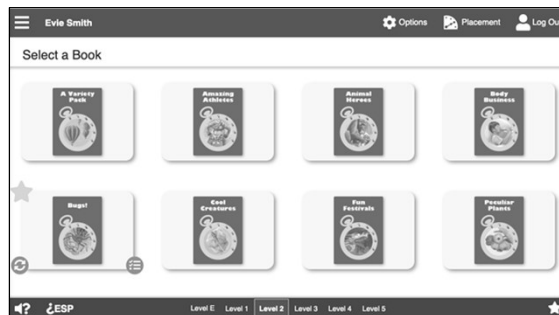 Evie Smith
Options
Placement
Log Ou
Select a Book
A Variety
Pack
Amazing
Athletes
Animal
Heroes
Body
Business
Bugs!
Cool
Creatures
Fun
Festivals
Peculiar
Plants
?
¿ESP
Level E
Level 1
Level 2
Level 3
Level 4
Level 5